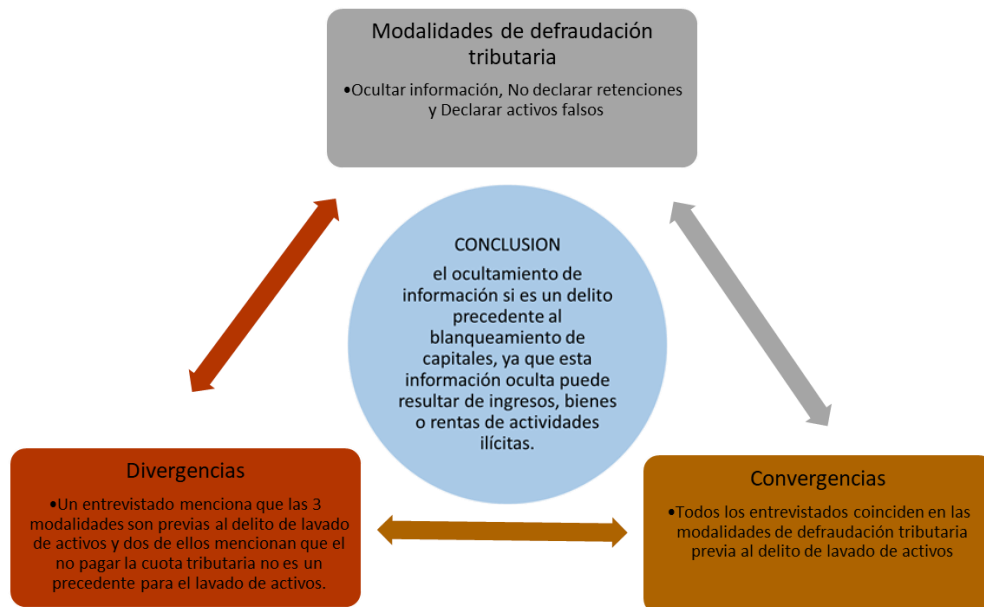 Modalidades de defraudación
tributaria
•Ocultar información, No declarar retenciones
y Declarar activos falsos
CONCLUSION
el ocultamiento de
información si es un delito
precedente al
blanqueamiento de
capitales, ya que esta
información oculta puede
resultar de ingresos, bienes
o rentas de actividades
ilícitas.
Divergencias
•Un entrevistado menciona que las 3
modalidades son previas al delito de lavado
de activos y dos de ellos mencionan que el
no pagar la cuota tributaria no es un
precedente para el lavado de activos.
Convergencias
•Todos los entrevistados coinciden en las
modalidades de defraudación tributaria
previa al delito de lavado de activos